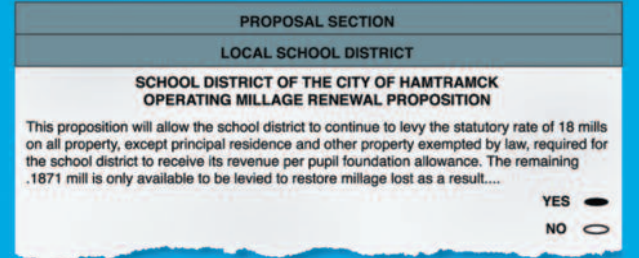 PROPOSAL SECTION
LOCAL SCHOOL DISTRICT
SCHOOL DISTRICT OF THE CITY OF HAMTRAMCK
OPERATING MILLAGE RENEWAL PROPOSITION
This proposition will allow the school district to continue to levy the statutory rate of 18 mills
on all property, except principal residence and other property exempted by law, required for
the school district to receive its revenue per pupil foundation allowance. The remaining
.1871 mill is only available to be levied to restore millage lost as a result....
YES
NO